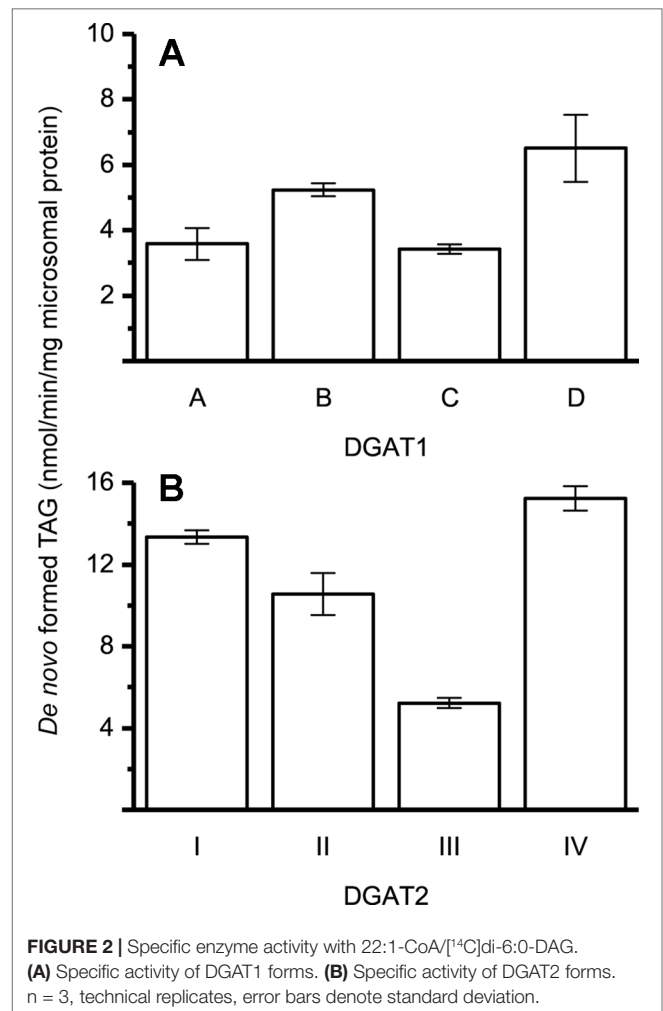 De novo formed TAG (nmol/min/mg microsomal protein)
A
10
8
6
4
2
A B C D
DGAT1
B
16
12
8
4
I II III IV
DGAT2
FIGURE 2 | Specific enzyme activity with 22:1-CoA/[¹⁴C]di-6:0-DAG.
(A) Specific activity of DGAT1 forms. (B) Specific activity of DGAT2 forms.
n = 3, technical replicates, error bars denote standard deviation.